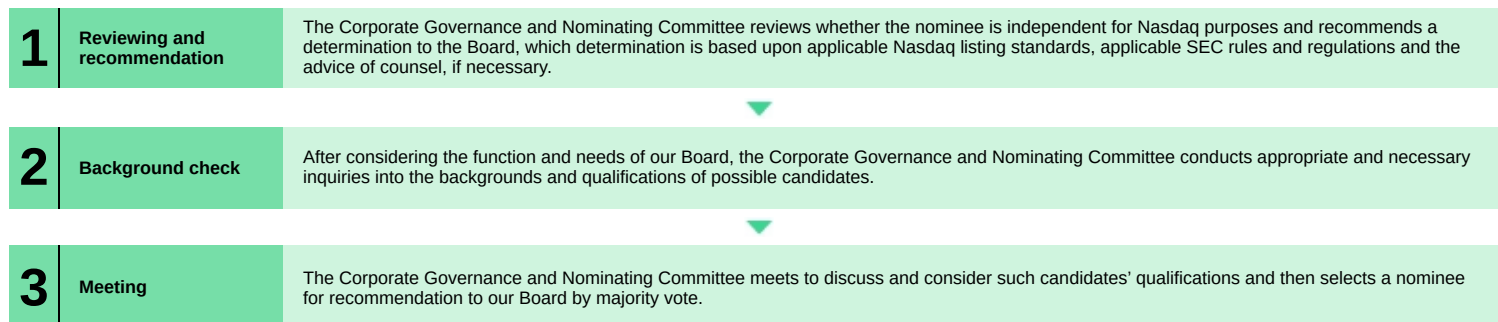 1
Reviewing and
recommendation
The Corporate Governance and Nominating Committee reviews whether the nominee is independent for Nasdaq purposes and recommends a
determination to the Board, which determination is based upon applicable Nasdaq listing standards, applicable SEC rules and regulations and the
advice of counsel, if necessary.
2
Background check
After considering the function and needs of our Board, the Corporate Governance and Nominating Committee conducts appropriate and necessary
inquiries into the backgrounds and qualifications of possible candidates.
3
Meeting
The Corporate Governance and Nominating Committee meets to discuss and consider such candidates’ qualifications and then selects a nominee
for recommendation to our Board by majority vote.